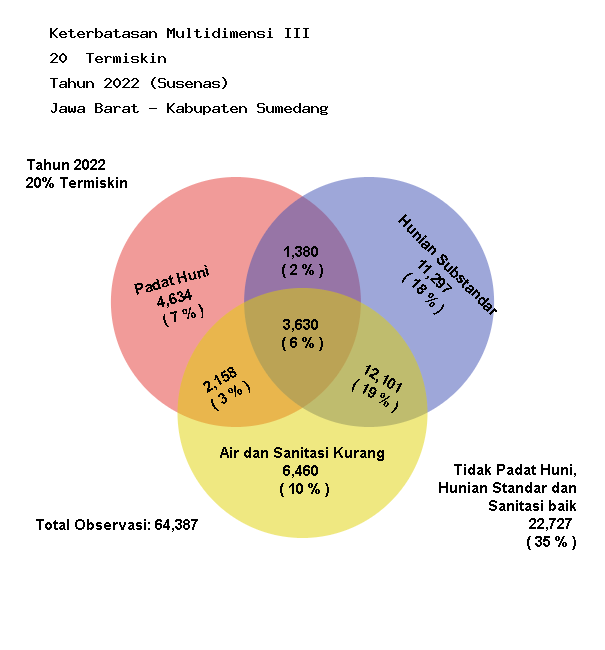 Keterbatasan Multidimensi III
20  Termiskin
Tahun 2022 (Susenas)
Jawa Barat - Kabupaten Sumedang
Tahun 2022
20% Termiskin
Padat Huni
4,634
( 7 % )
1,380
( 2 % )
Hunian Substandar
11,297
( 18 % )
3,630
( 6 % )
2,158
( 3 % )
12,101
( 19 % )
Air dan Sanitasi Kurang
6,460
( 10 % )
Tidak Padat Huni,
Hunian Standar dan
Sanitasi baik
22,727
( 35 % )
Total Observasi: 64,387